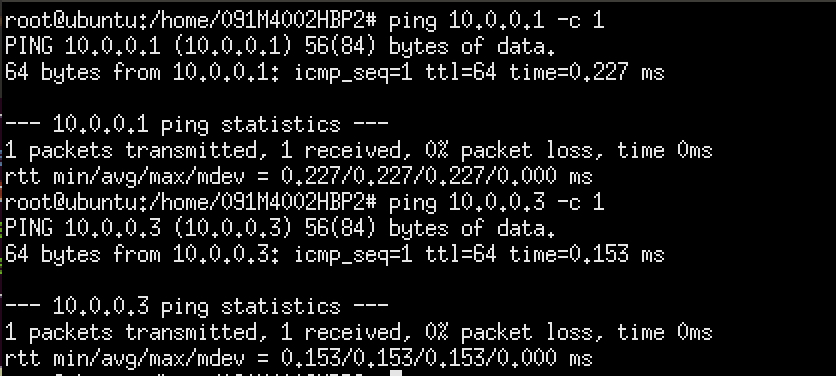 root@ubuntu:/home/091M4002HBP2# ping 10.0.0.1 -c 1
PING 10.0.0.1 (10.0.0.1) 56(84) bytes of data.
64 bytes from 10.0.0.1: icmp_seq=1 ttl=64 time=0.227 ms

--- 10.0.0.1 ping statistics ---
1 packets transmitted, 1 received, 0% packet loss, time 0ms
rtt min/avg/max/mdev = 0.227/0.227/0.227/0.000 ms
root@ubuntu:/home/091M4002HBP2# ping 10.0.0.3 -c 1
PING 10.0.0.3 (10.0.0.3) 56(84) bytes of data.
64 bytes from 10.0.0.3: icmp_seq=1 ttl=64 time=0.153 ms

--- 10.0.0.3 ping statistics ---
1 packets transmitted, 1 received, 0% packet loss, time 0ms
rtt min/avg/max/mdev = 0.153/0.153/0.153/0.000 ms